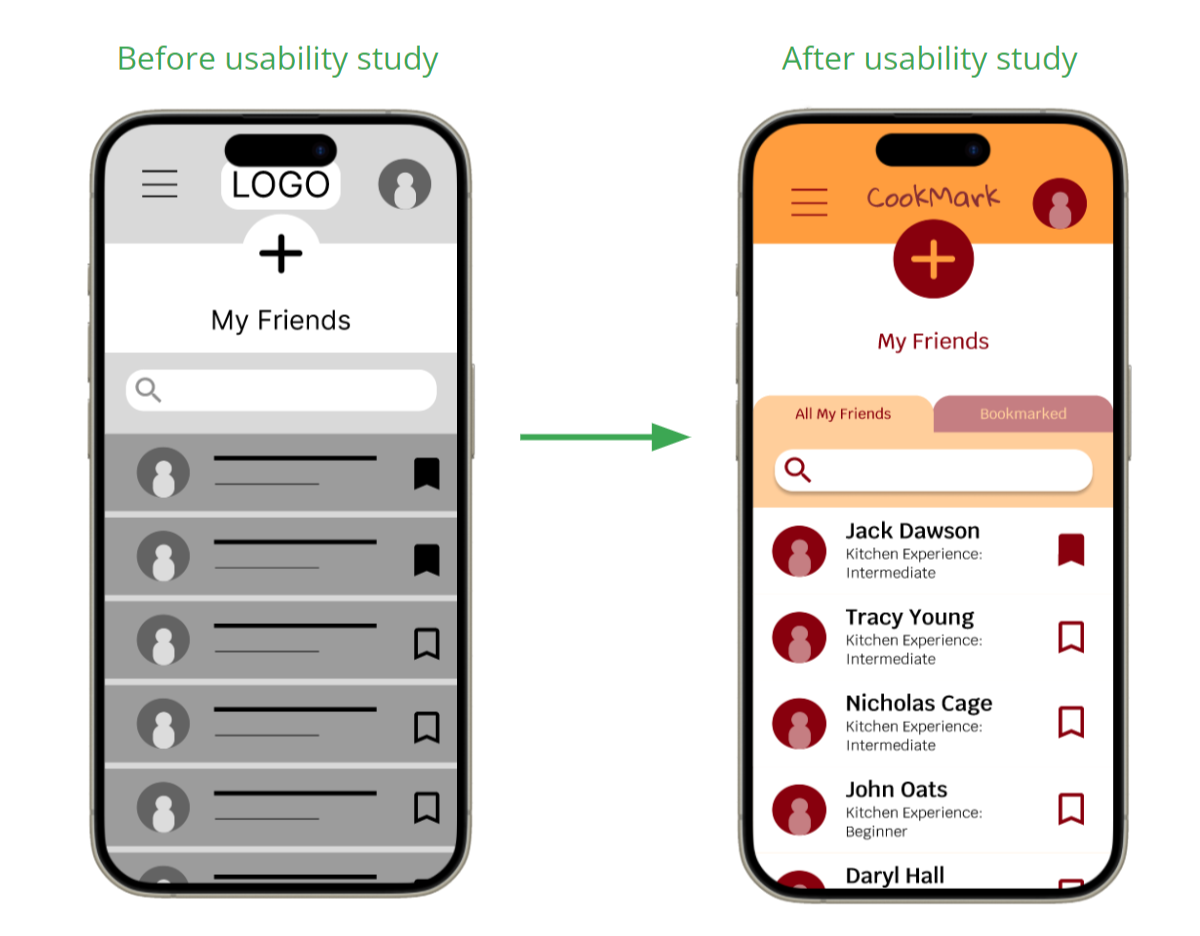 Before usability study
After usability study
LOGO
My Friends
CookMark
My Friends
All My Friends
Bookmarked
Jack Dawson
Kitchen Experience:
Intermediate
Tracy Young
Kitchen Experience:
Intermediate
Nicholas Cage
Kitchen Experience:
Intermediate
John Oats
Kitchen Experience:
Beginner
Daryl Hall